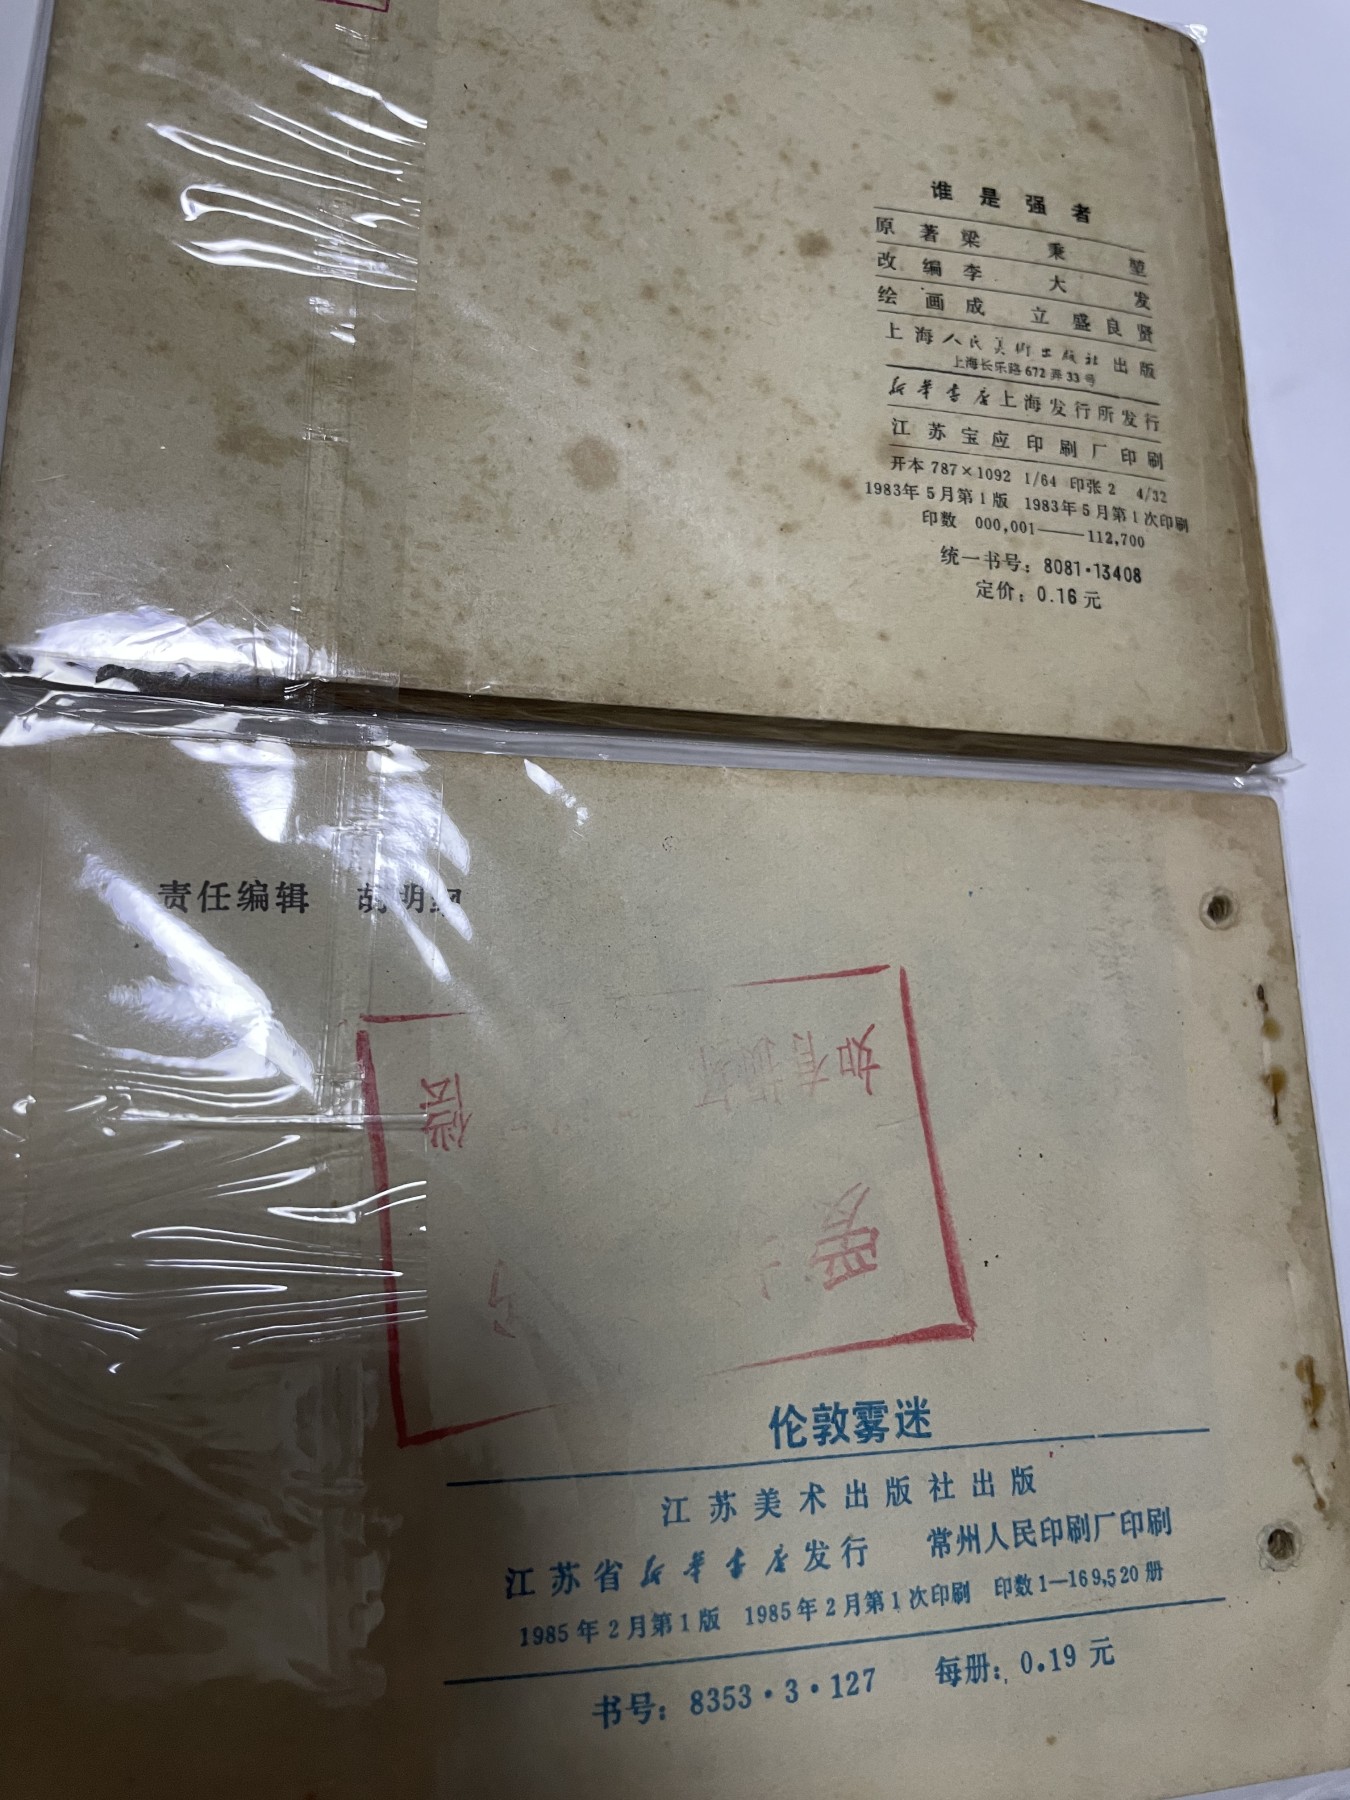 谁是强者
原著 梁秉堃
改编 李大发
绘画 成立 盛良贤
上海人民美術出版社出版
上海长乐路672弄33号
新华书店上海发行所发行
江苏宝应印刷厂印刷
开本 787×1092 1/64 印张 2 4/32
1983年5月第1版 1983年5月第1次印刷
印数 000,001——112,700
统一书号：8081·13408
定价：0.16元
责任编辑 胡明纲
如有损坏
偿
爱
伦敦雾迷
江苏美术出版社出版
江苏省新华书店发行 常州人民印刷厂印刷
1985年2月第1版 1985年2月第1次印刷 印数1—169,520册
书号：8353·3·127 每册：0.19元